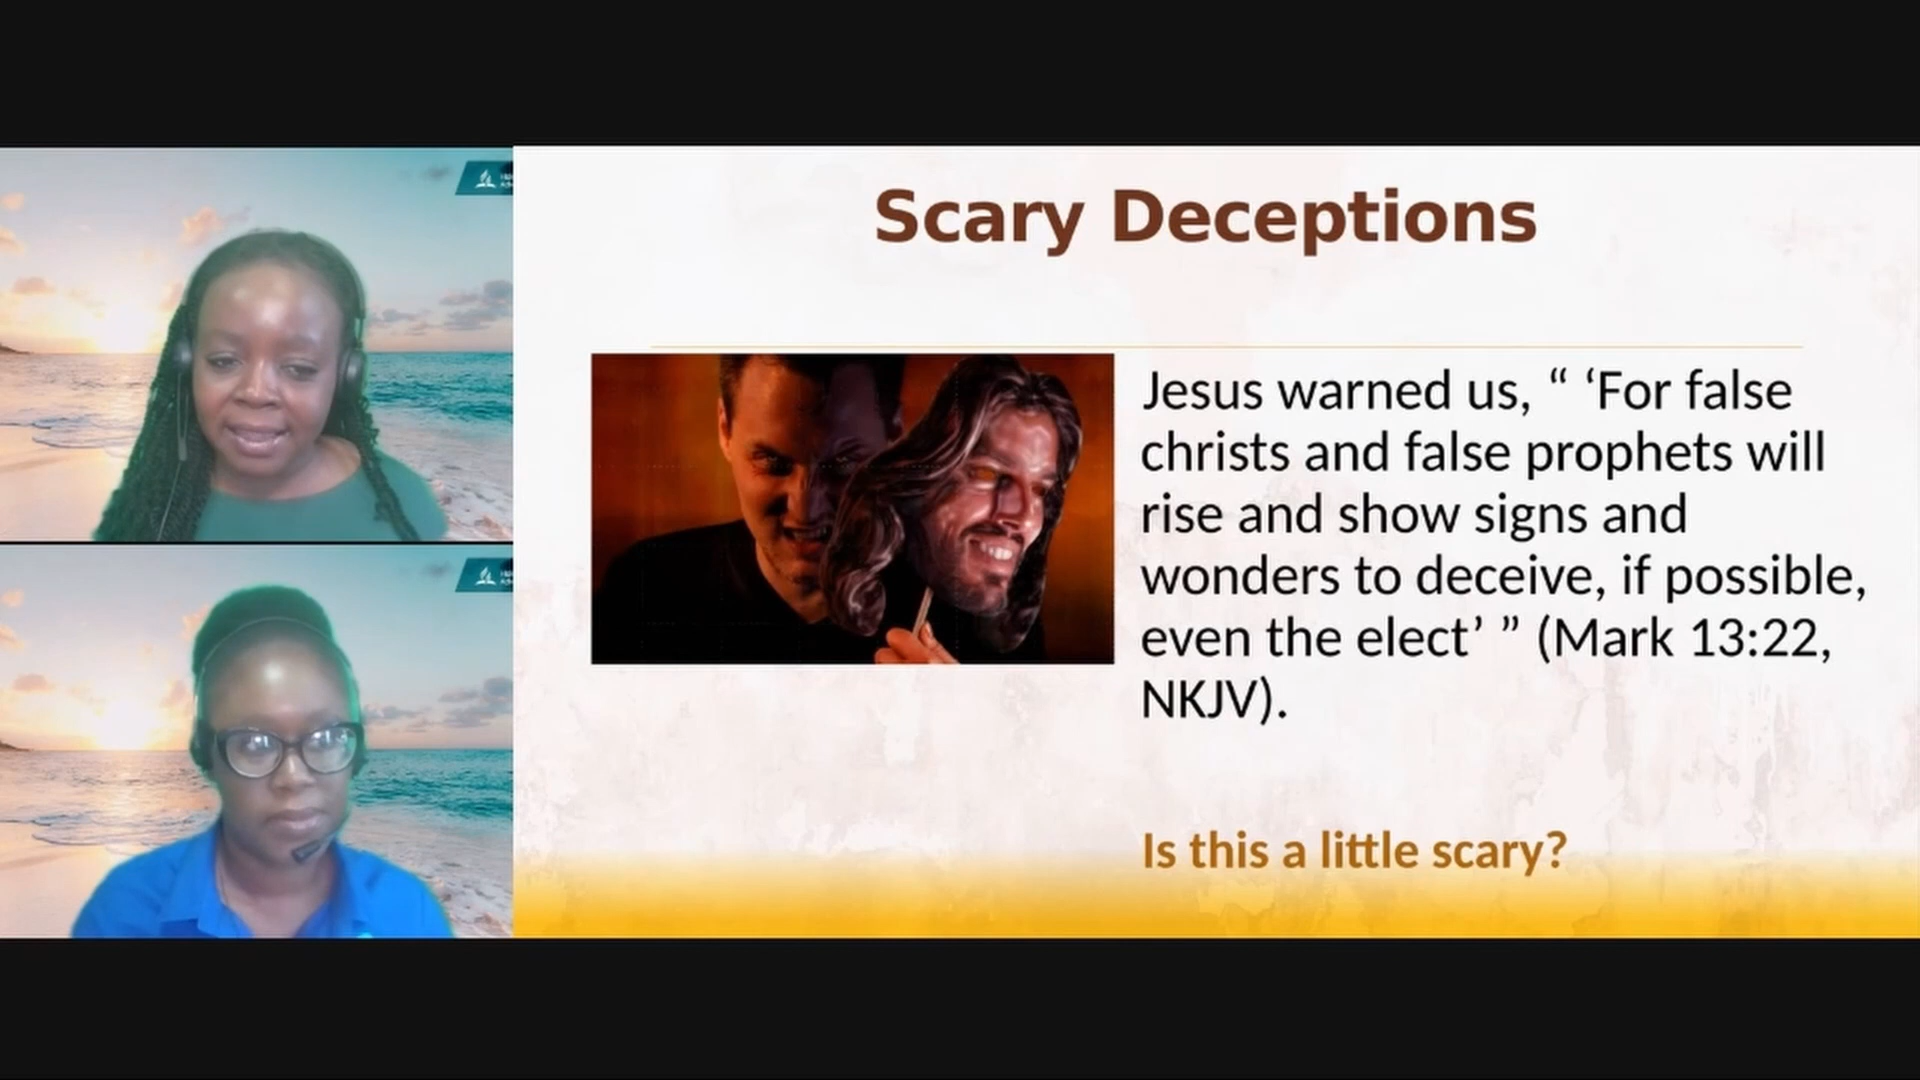 Scary Deceptions
Jesus warned us, “ ‘For false
christs and false prophets will
rise and show signs and
wonders to deceive, if possible,
even the elect’ ” (Mark 13:22,
NKJV).
Is this a little scary?